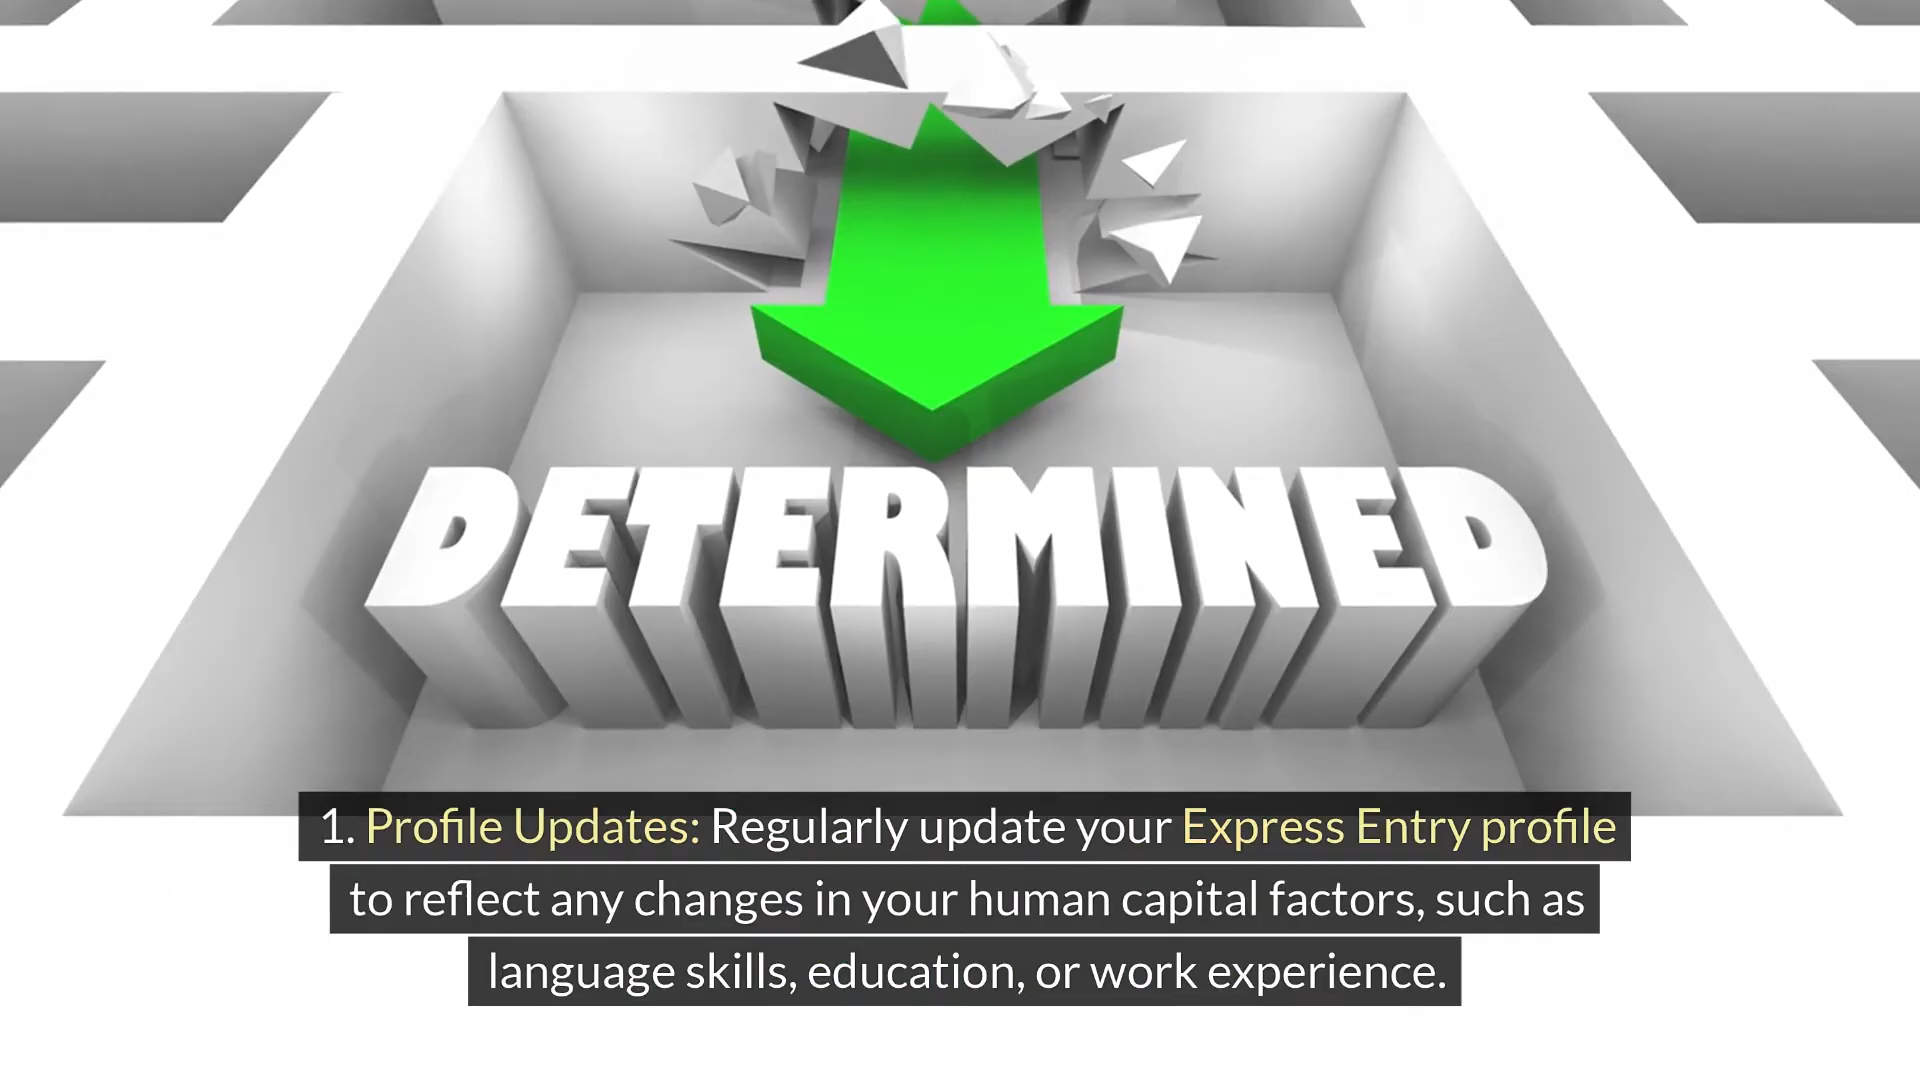 DETERMINED
1. Profile Updates: Regularly update your Express Entry profile
to reflect any changes in your human capital factors, such as
language skills, education, or work experience.